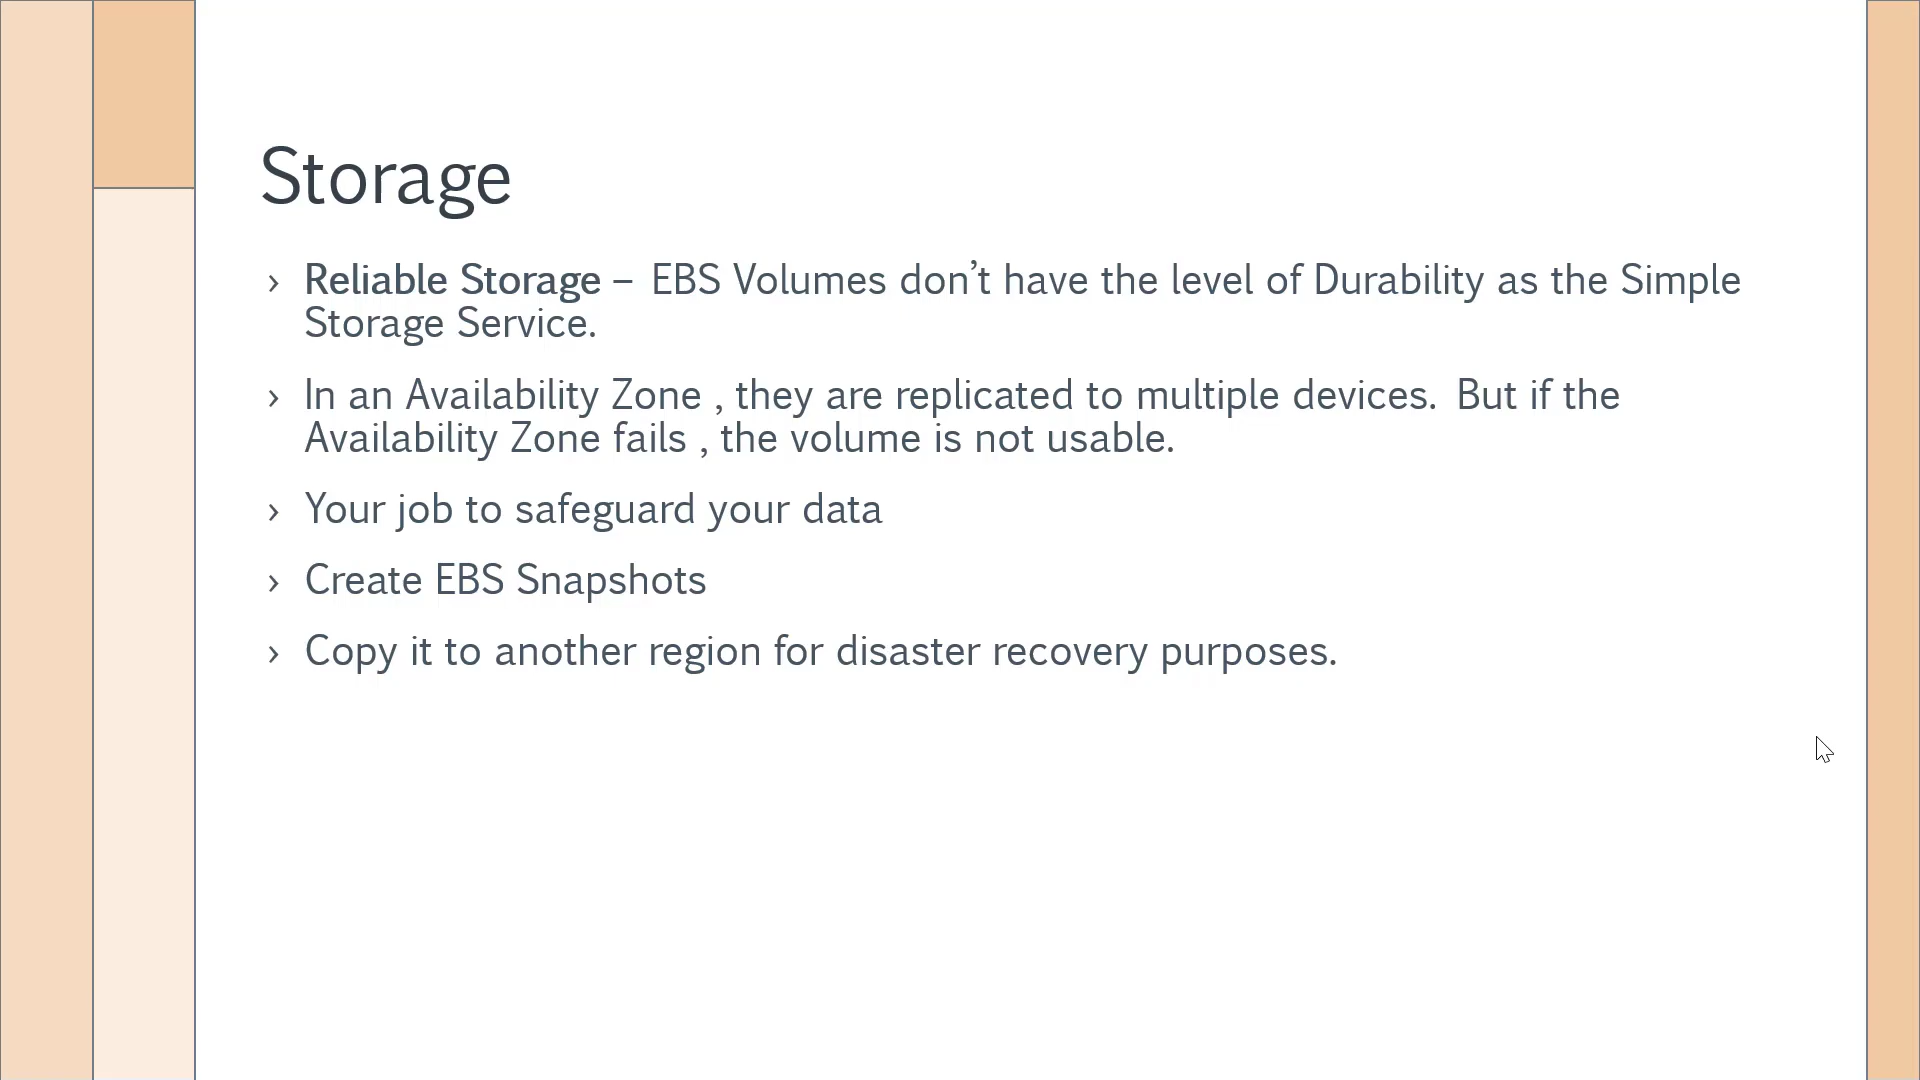 Storage
› Reliable Storage – EBS Volumes don’t have the level of Durability as the Simple
Storage Service.
› In an Availability Zone , they are replicated to multiple devices. But if the
Availability Zone fails , the volume is not usable.
› Your job to safeguard your data
› Create EBS Snapshots
› Copy it to another region for disaster recovery purposes.